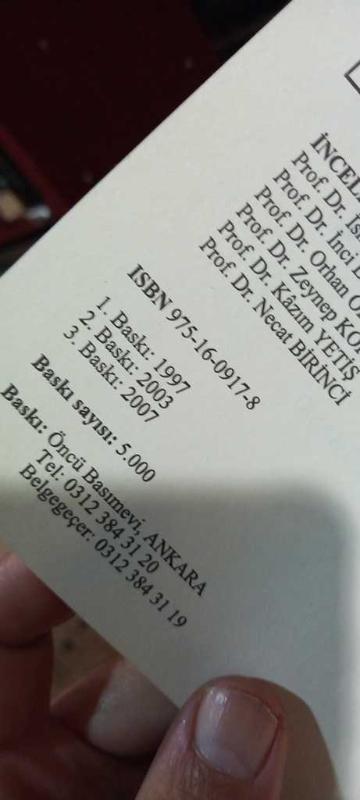 İNCEL
Prof. Dr.
Prof. Dr. İnci
Prof. Dr. Orhan
Prof. Dr. Zeynep
Prof. Dr. Kâzım YETİŞ
Prof. Dr. Necat BİRİNCİ
ISBN 975-16-0917-8
1. Baskı: 1997
2. Baskı: 2003
3. Baskı: 2007
Baskı sayısı: 5.000
Baskı: Öncü Basımevi, ANKARA
Tel: 0312 384 31 20
Belgegeçer: 0312 384 31 19